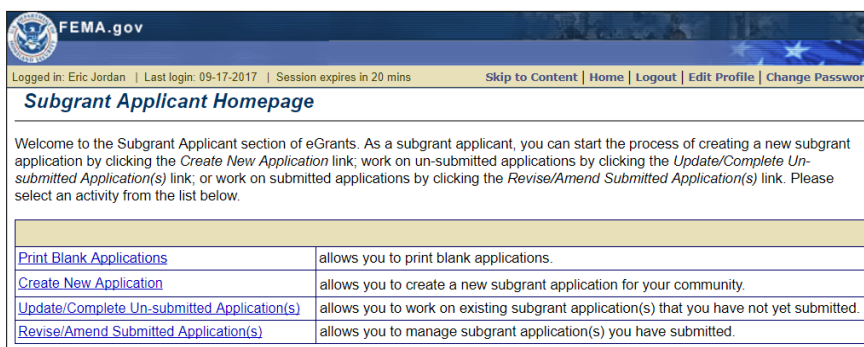 FEMA.gov
Logged in: Eric Jordan | Last login: 09-17-2017 | Session expires in 20 mins Skip to Content | Home | Logout | Edit Profile | Change Passwor
Subgrant Applicant Homepage
Welcome to the Subgrant Applicant section of eGrants. As a subgrant applicant, you can start the process of creating a new subgrant
application by clicking the Create New Application link; work on un-submitted applications by clicking the Update/Complete Un-
submitted Application(s) link; or work on submitted applications by clicking the Revise/Amend Submitted Application(s) link. Please
select an activity from the list below.
Print Blank Applications allows you to print blank applications.
Create New Application allows you to create a new subgrant application for your community.
Update/Complete Un-submitted Application(s) allows you to work on existing subgrant application(s) that you have not yet submitted.
Revise/Amend Submitted Application(s) allows you to manage subgrant application(s) you have submitted.